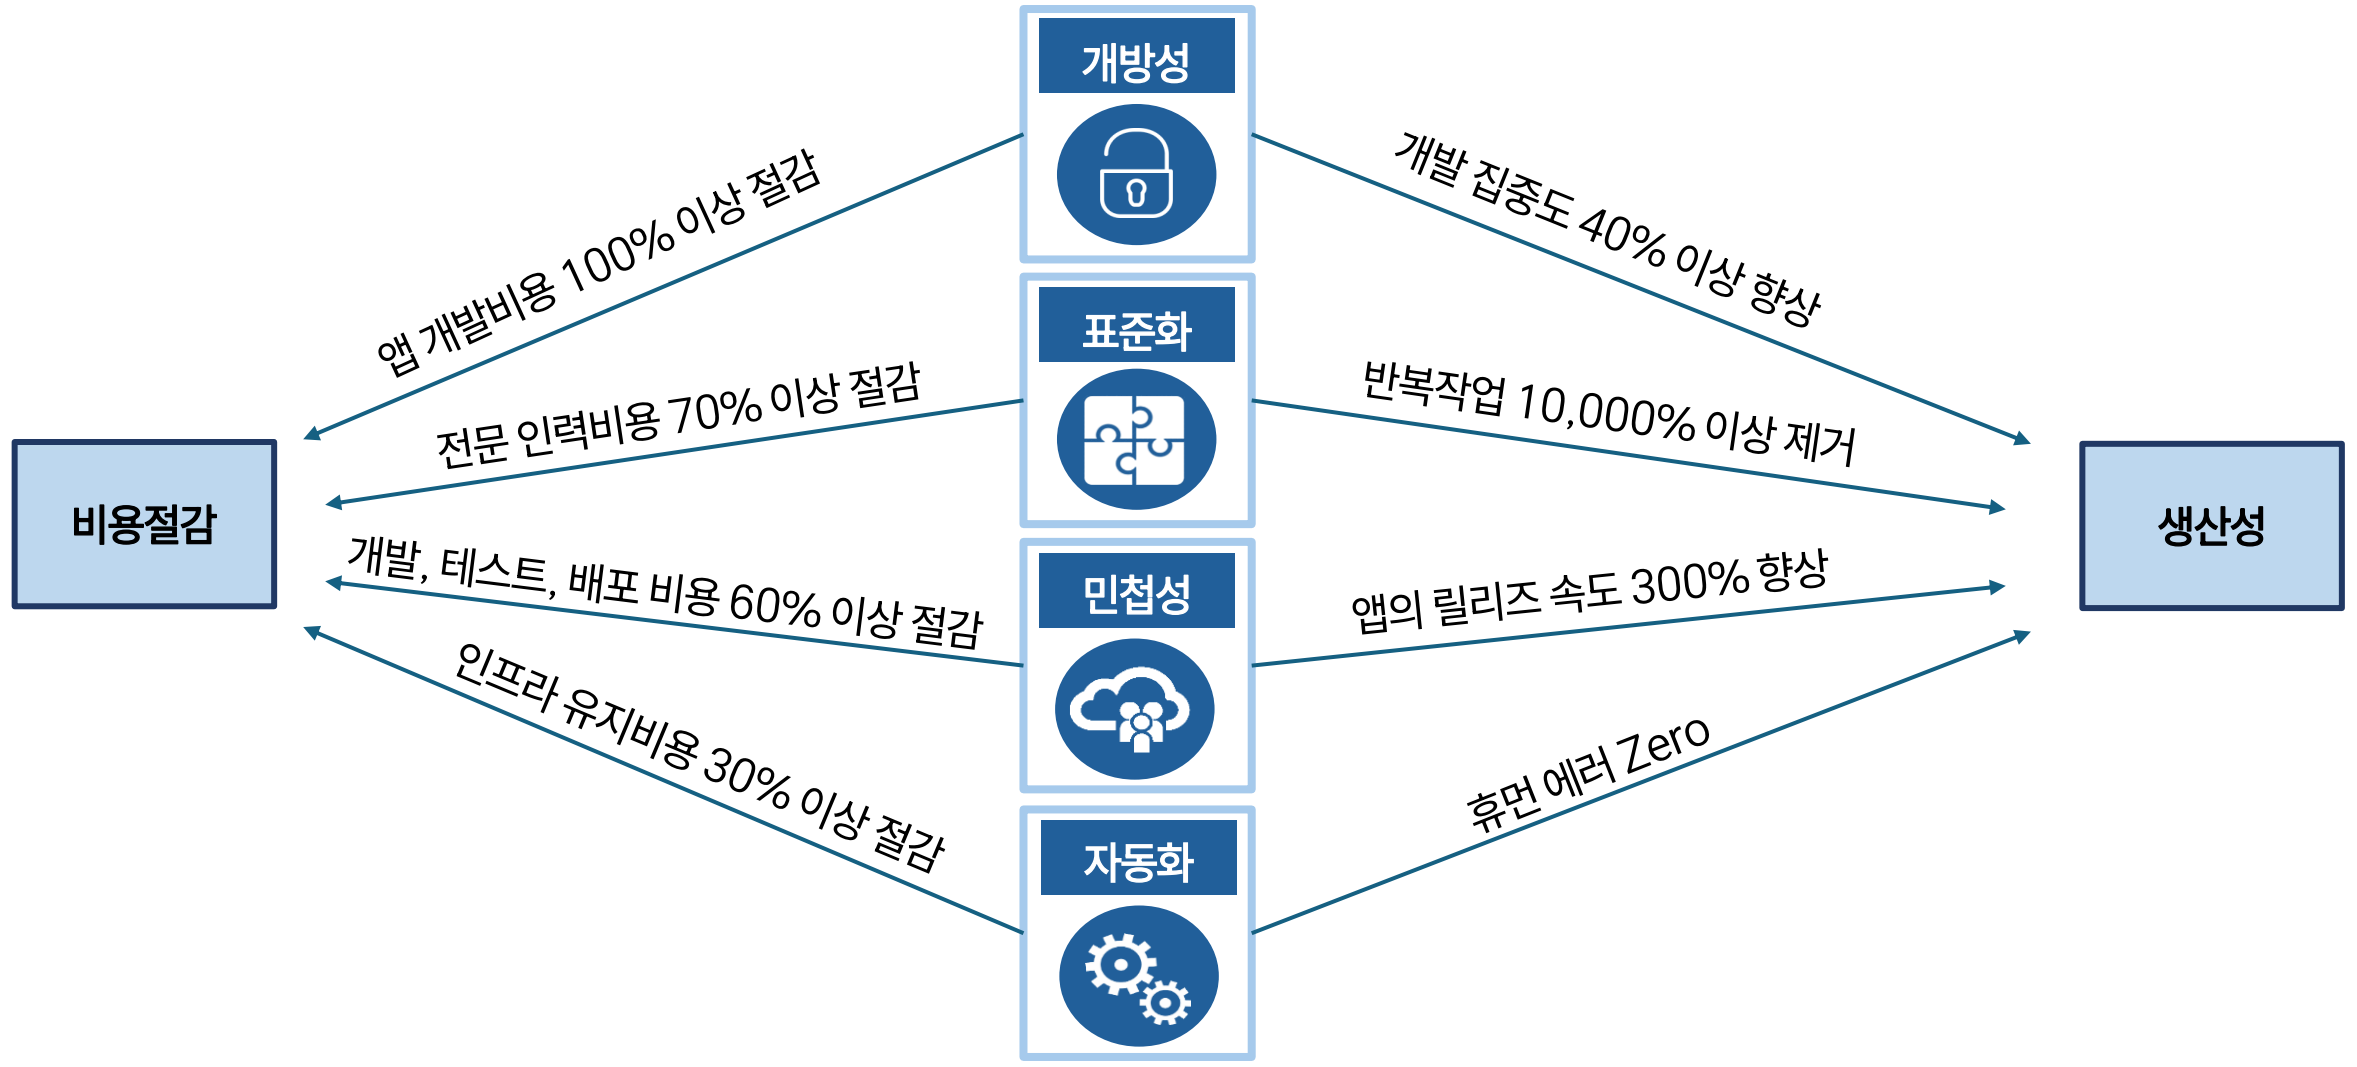 개방성
앱 개발비용 100% 이상 절감
개발 집중도 40% 이상 향상
표준화
전문 인력비용 70% 이상 절감
반복작업 10,000% 이상 제거
비용절감
생산성
민첩성
개발, 테스트, 배포 비용 60% 이상 절감
앱의 릴리즈 속도 300% 향상
자동화
인프라 유지비용 30% 이상 절감
휴먼 에러 Zero